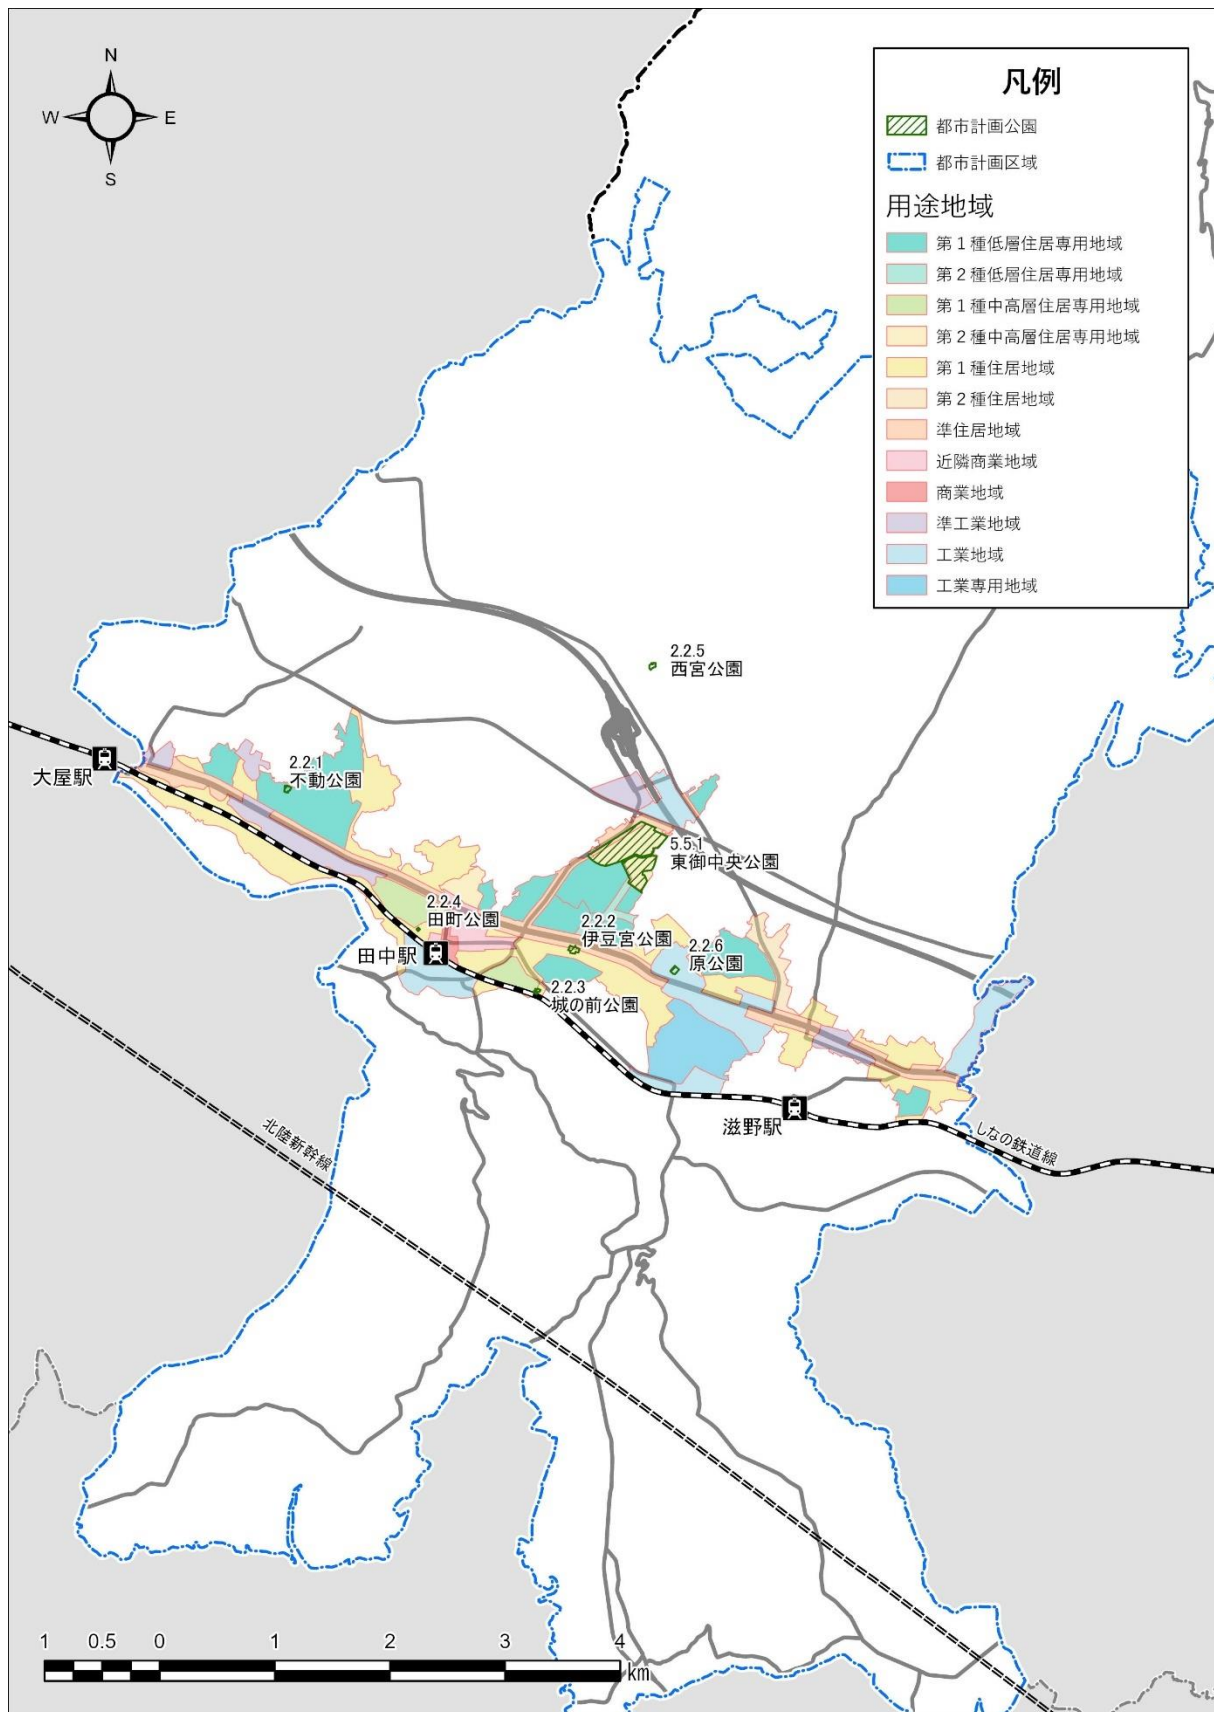 N
W
E
S
凡例
都市計画公園
都市計画区域
用途地域
第1種低層住居専用地域
第2種低層住居専用地域
第1種中高層住居専用地域
第2種中高層住居専用地域
第1種住居地域
第2種住居地域
準住居地域
近隣商業地域
商業地域
準工業地域
工業地域
工業専用地域
2.2.5
西宮公園
大屋駅
2.2.1
不動公園
5.5.1
東御中央公園
2.2.4
田町公園
2.2.2
伊豆宮公園
田中駅
2.2.6
原公園
2.2.3
城の前公園
滋野駅
北陸新幹線
しなの鉄道線
1 0.5 0 1 2 3 4
km